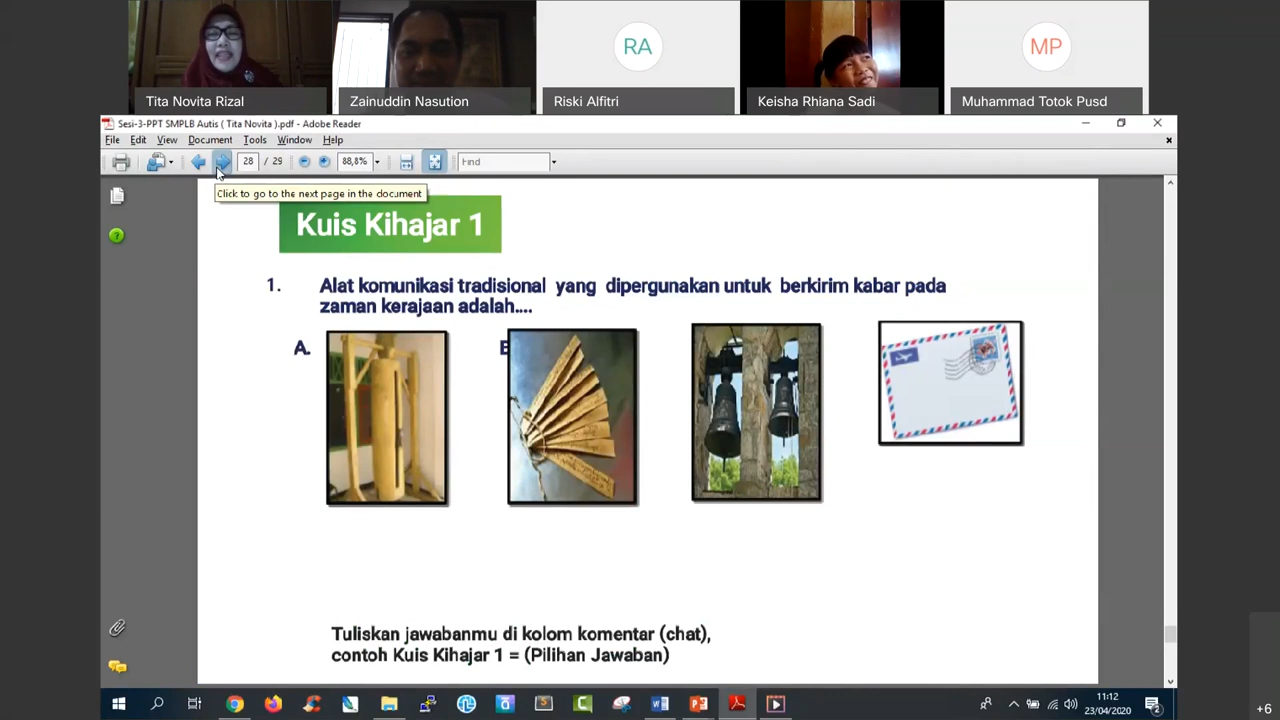 RA
MP
Tita Novita Rizal
Zainuddin Nasution
Riski Alfitri
Keisha Rhiana Sadi
Muhammad Totok Pusd
Sesi-3-PPT SMPLB Autis ( Tita Novita ).pdf - Adobe Reader
File Edit View Document Tools Window Help
28 / 29 88,8% Find
Click to go to the next page in the document
Kuis Kihajar 1
1. Alat komunikasi tradisional yang dipergunakan untuk berkirim kabar pada
zaman kerajaan adalah....
A.
Tuliskan jawabanmu di kolom komentar (chat),
contoh Kuis Kihajar 1 = (Pilihan Jawaban)
11:12
23/04/2020
2
+6